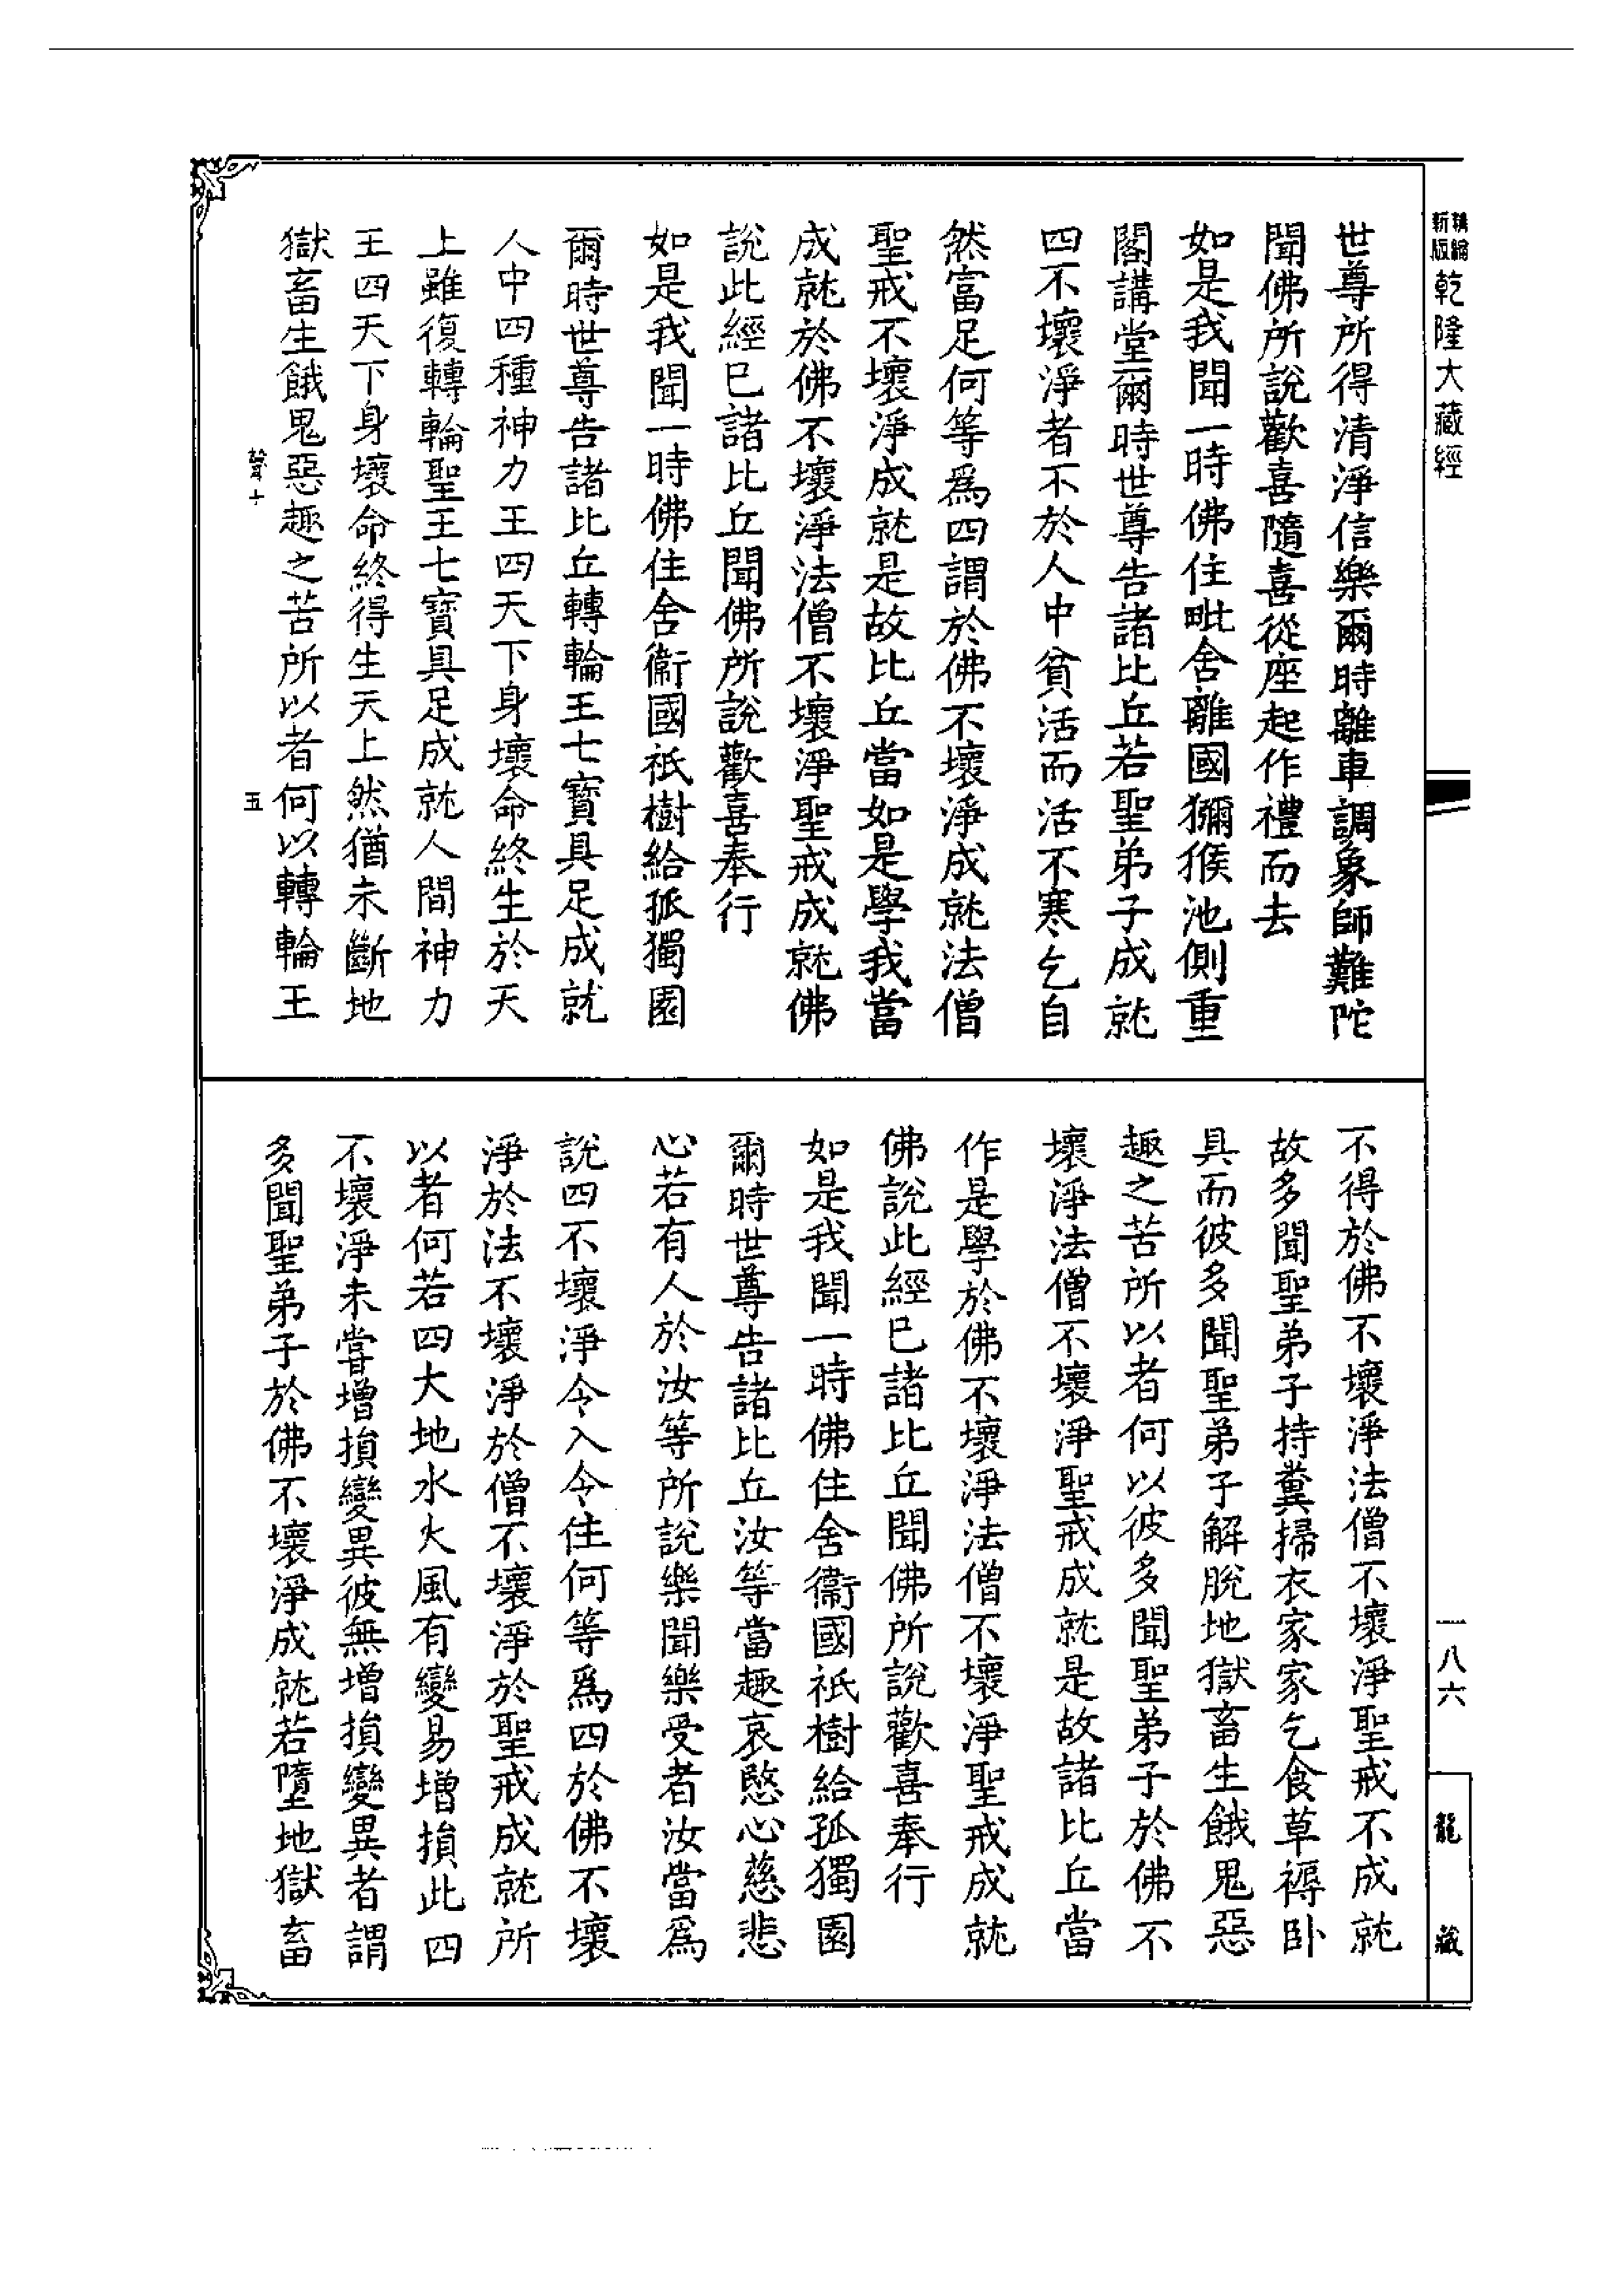 精繪
新版
乾隆大藏經
一八六
龍藏
世尊所得清淨信樂爾時離車調象師難陀
聞佛所說歡喜隨喜從座起作禮而去
如是我聞一時佛住毗舍離國獼猴池側重
閣講堂爾時世尊告諸比丘若聖弟子成就
四不壞淨者不於人中貧活而活不寒乞自
然富足何等爲四謂於佛不壞淨成就法僧
聖戒不壞淨成就是故比丘當如是學我當
成就於佛不壞淨法僧不壞淨聖戒成就佛
說此經已諸比丘聞佛所說歡喜奉行
如是我聞一時佛住舍衞國祇樹給孤獨園
爾時世尊告諸比丘轉輪王七寶具足成就
人中四種神力王四天下身壞命終生於天
上雖復轉輪聖王七寶具足成就人間神力
王四天下身壞命終得生天上然猶未斷地
獄畜生餓鬼惡趣之苦所以者何以轉輪王
五
不得於佛不壞淨法僧不壞淨聖戒不成就
故多聞聖弟子持糞掃衣家家乞食草蓐卧
具而彼多聞聖弟子解脫地獄畜生餓鬼惡
趣之苦所以者何以彼多聞聖弟子於佛不
壞淨法僧不壞淨聖戒成就是故諸比丘當
作是學於佛不壞淨法僧不壞淨聖戒成就
佛說此經已諸比丘聞佛所說歡喜奉行
如是我聞一時佛住舍衞國祇樹給孤獨園
爾時世尊告諸比丘汝等當趣哀愍心慈悲
心若有人於汝等所說樂聞樂受者汝當爲
說四不壞淨令入令住何等爲四於佛不壞
淨於法不壞淨於僧不壞淨於聖戒成就所
以者何若四大地水火風有變易增損此四
不壞淨未嘗增損變異彼無增損變異者謂
多聞聖弟子於佛不壞淨成就若墮地獄畜